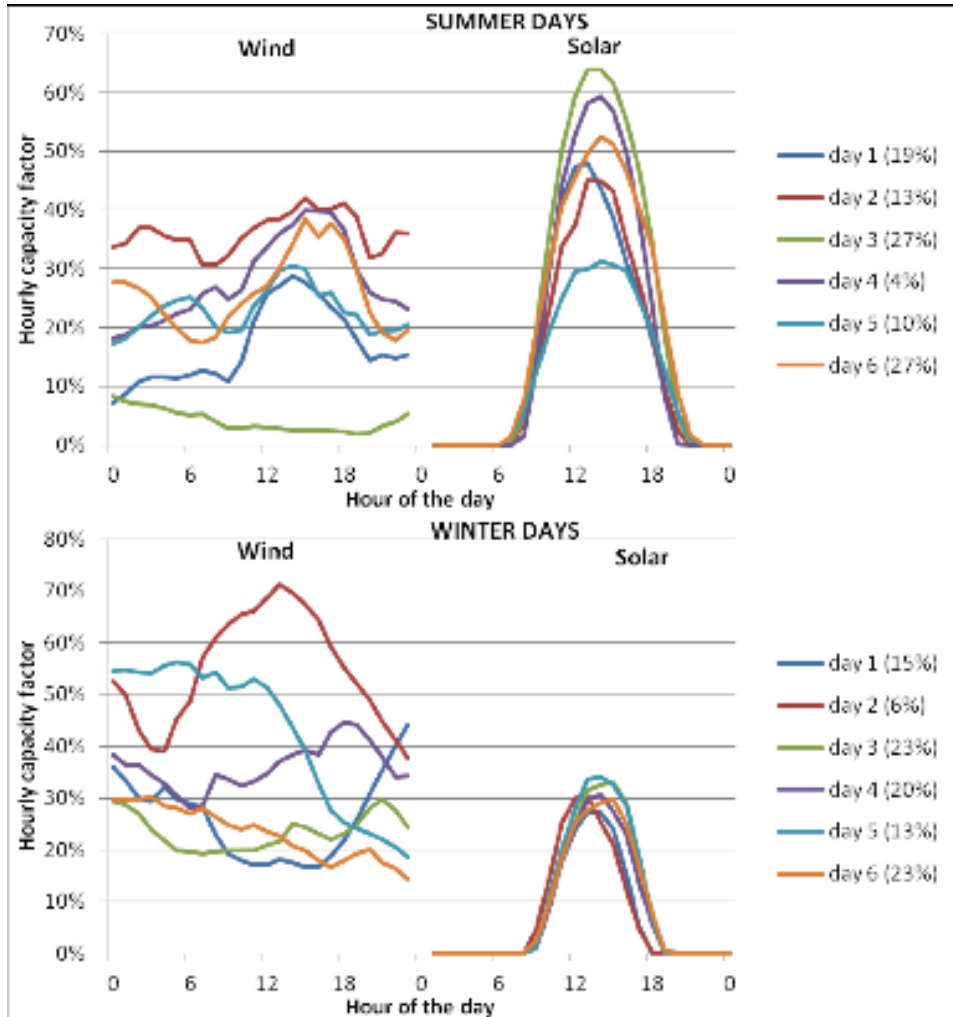 SUMMER DAYS
Wind Solar
Hourly capacity factor
70%
60%
50%
40%
30%
20%
10%
0%
0 6 12 18 0 6 12 18 0
Hour of the day
day 1 (19%)
day 2 (13%)
day 3 (27%)
day 4 (4%)
day 5 (10%)
day 6 (27%)
WINTER DAYS
Wind Solar
Hourly capacity factor
80%
70%
60%
50%
40%
30%
20%
10%
0%
0 6 12 18 0 6 12 18 0
Hour of the day
day 1 (15%)
day 2 (6%)
day 3 (23%)
day 4 (20%)
day 5 (13%)
day 6 (23%)